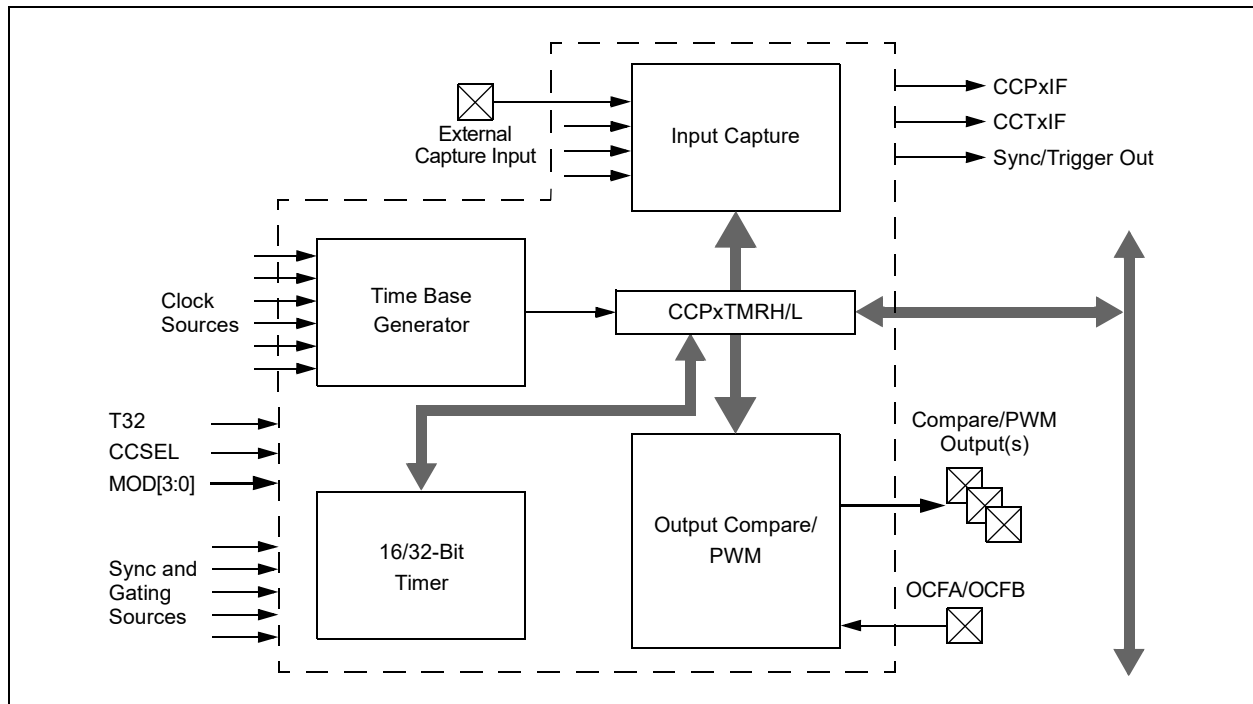 CCPxIF
CCTxIF
Sync/Trigger Out
External
Capture Input
Input Capture
Clock
Sources
Time Base
Generator
CCPxTMRH/L
T32
CCSEL
MOD[3:0]
Compare/PWM
Output(s)
Sync and
Gating
Sources
16/32-Bit
Timer
Output Compare/
PWM
OCFA/OCFB